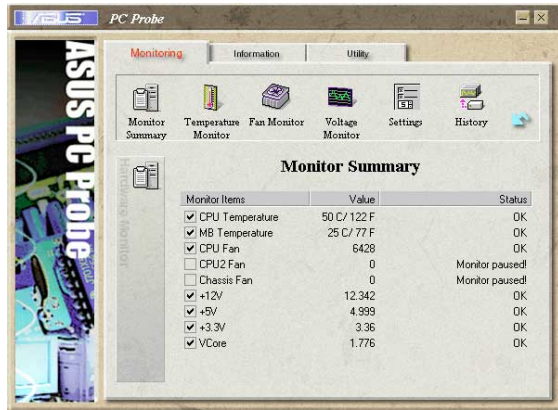 ASUS PC Probe
Monitoring Information Utility
Monitor Summary
Temperature Monitor
Fan Monitor
Voltage Monitor
Settings
History
ASUS PC Probe
Hardware Monitor
Monitor Summary
Monitor Items Value Status
CPU Temperature 50 C/ 122 F OK
MB Temperature 25 C/ 77 F OK
CPU Fan 6428 OK
CPU2 Fan 0 Monitor paused!
Chassis Fan 0 Monitor paused!
+12V 12.342 OK
+5V 4.999 OK
+3.3V 3.36 OK
VCore 1.776 OK